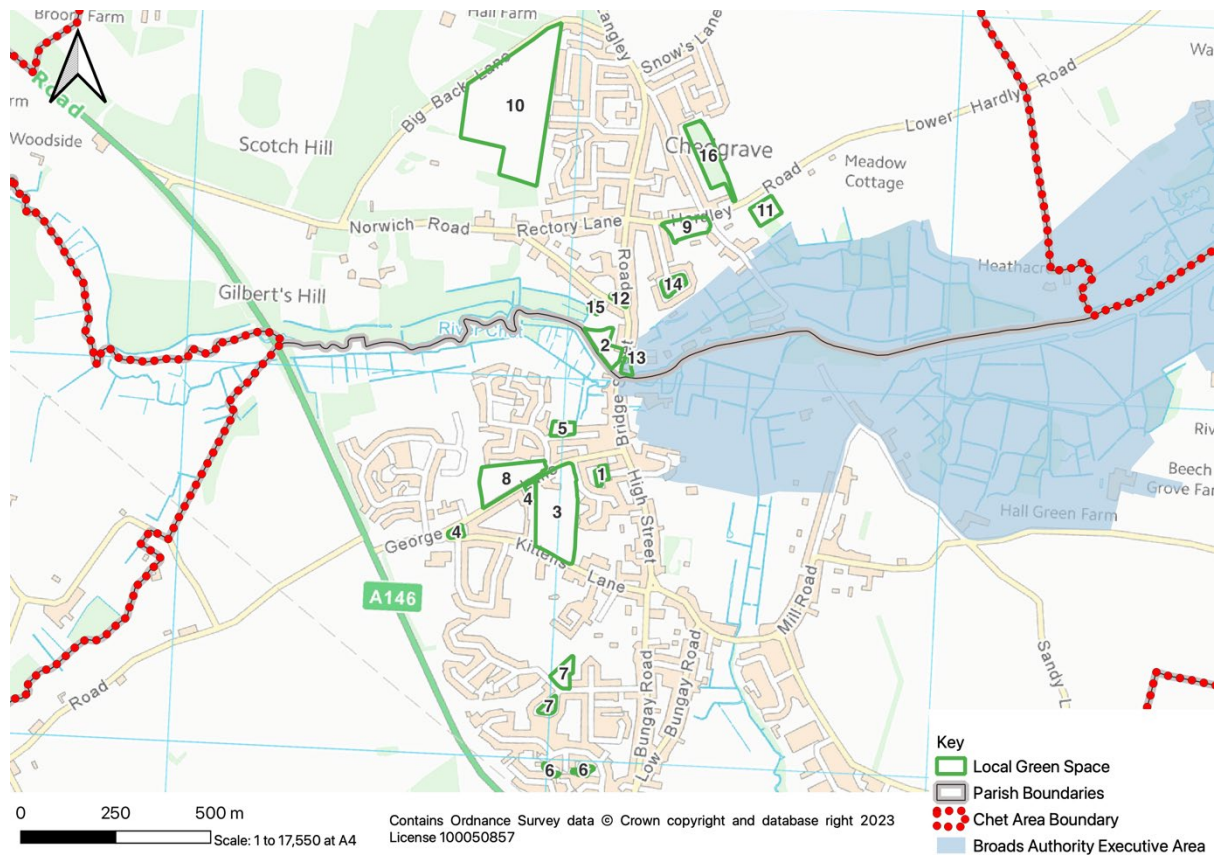 Broom Farm
Hall Farm
Langley
Snow's Lane
Road
Big Back Lane
10
Lower Hardly Road
Wa
rm
Woodside
Scotch Hill
Chedgrave
16
Meadow
Cottage
Road
11
Norwich Road
Rectory Lane
Hardley
9
Road
Heathacre
Gilbert's Hill
14
12
15
River Chet
2
13
Bridge Street
5
Riv
8
Lane
1
Beech
Grove Far
4
3
High Street
Hall Green Farm
George
4
Kittens Lane
A146
Mill Road
7
Sandy L
Road
7
Bungay Road
Low Bungay Road
6
6
Key
Local Green Space
Parish Boundaries
Chet Area Boundary
Broads Authority Executive Area
0 250 500 m
Scale: 1 to 17,550 at A4
Contains Ordnance Survey data © Crown copyright and database right 2023
License 100050857